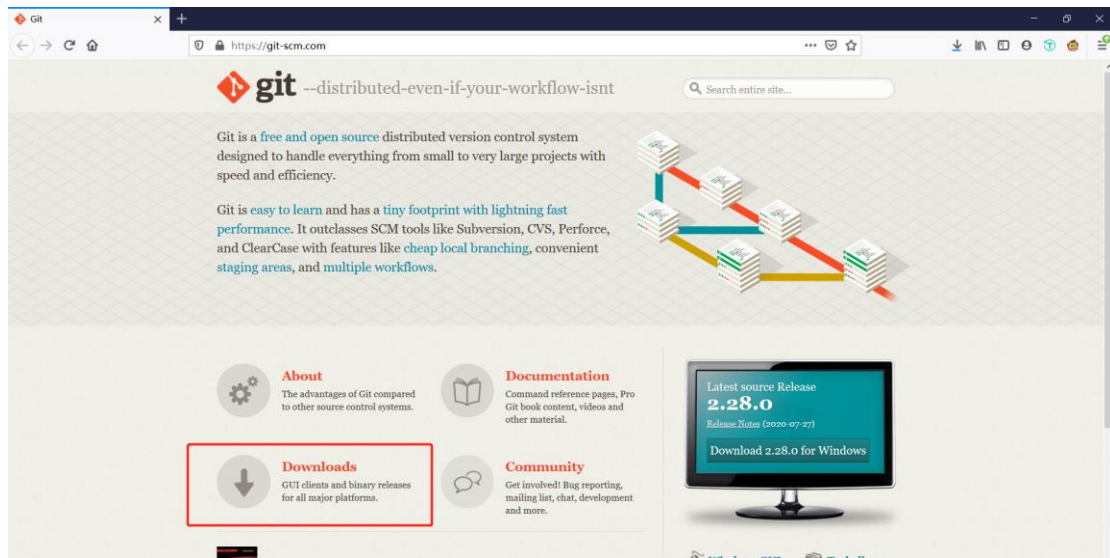 Git
https://git-scm.com
git --distributed-even-if-your-workflow-isnt
Search entire site...
Git is a free and open source distributed version control system
designed to handle everything from small to very large projects with
speed and efficiency.
Git is easy to learn and has a tiny footprint with lightning fast
performance. It outclasses SCM tools like Subversion, CVS, Perforce,
and ClearCase with features like cheap local branching, convenient
staging areas, and multiple workflows.
About
The advantages of Git compared
to other source control systems.
Documentation
Command reference pages, Pro
Git book content, videos and
other material.
Downloads
GUI clients and binary releases
for all major platforms.
Community
Get involved! Bug reporting,
mailing list, chat, development
and more.
Latest source Release
2.28.0
Release Notes (2020-07-27)
Download 2.28.0 for Windows